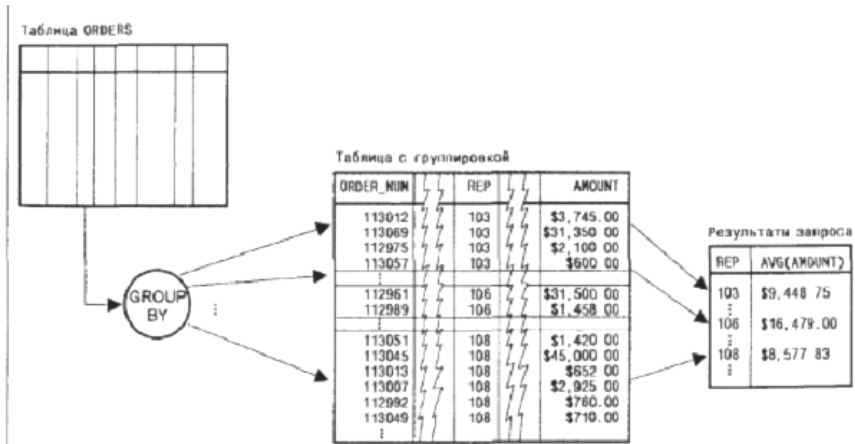 Таблица ORDERS
Таблица с группировкой
ORDER_NUM REP AMOUNT
113012 103 $3,745.00
113069 103 $31,350 00
112975 103 $2,100 00
113057 103 $600 00
⋮
112961 106 $31,500 00
112989 106 $1,458 00
⋮
113051 108 $1,420 00
113045 108 $45,000 00
113013 108 $652 00
113007 108 $2,925 00
112992 108 $760.00
113049 108 $710.00
⋮
GROUP
BY
⋮
Результаты запроса
REP AVG(AMOUNT)
103 $9,448 75
⋮
106 $16,479.00
⋮
108 $8,577 83
⋮